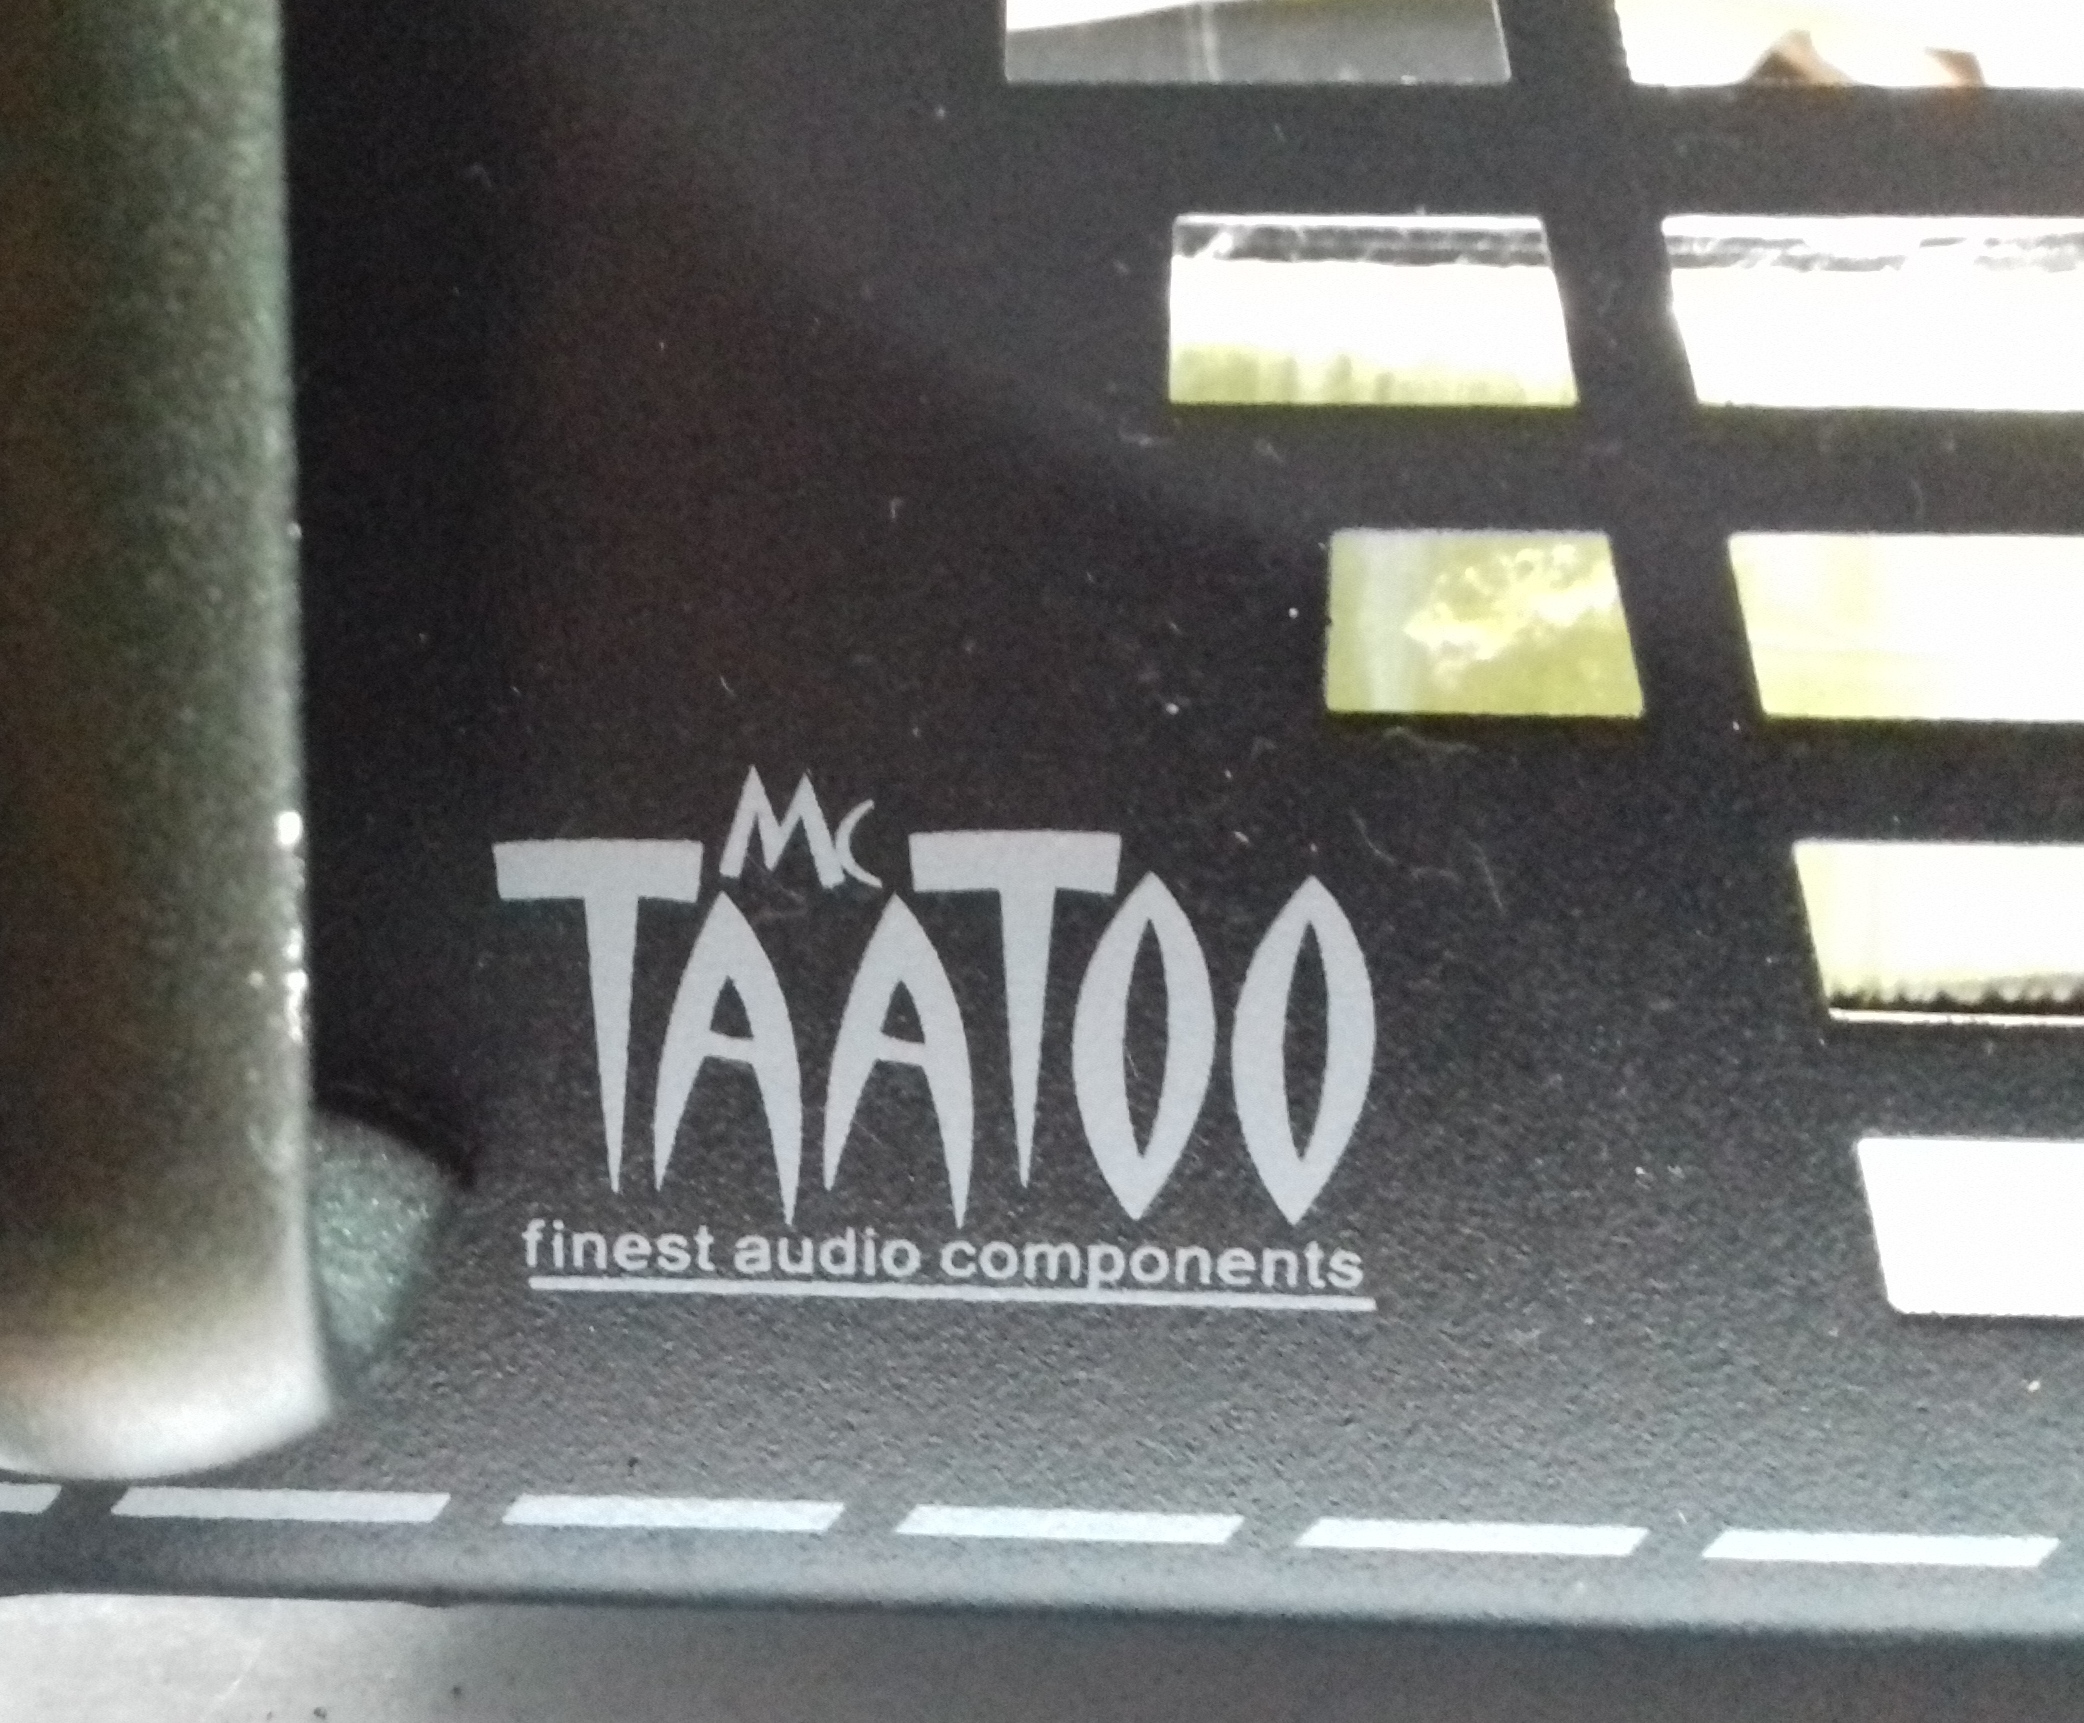 Mc
TAATOO
finest audio components